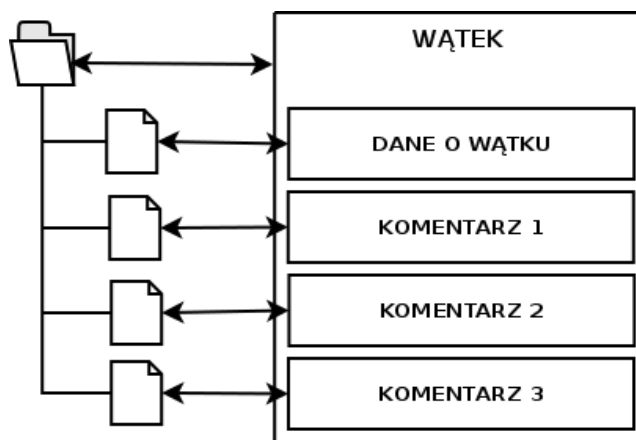 WĄTEK
DANE O WĄTKU
KOMENTARZ 1
KOMENTARZ 2
KOMENTARZ 3